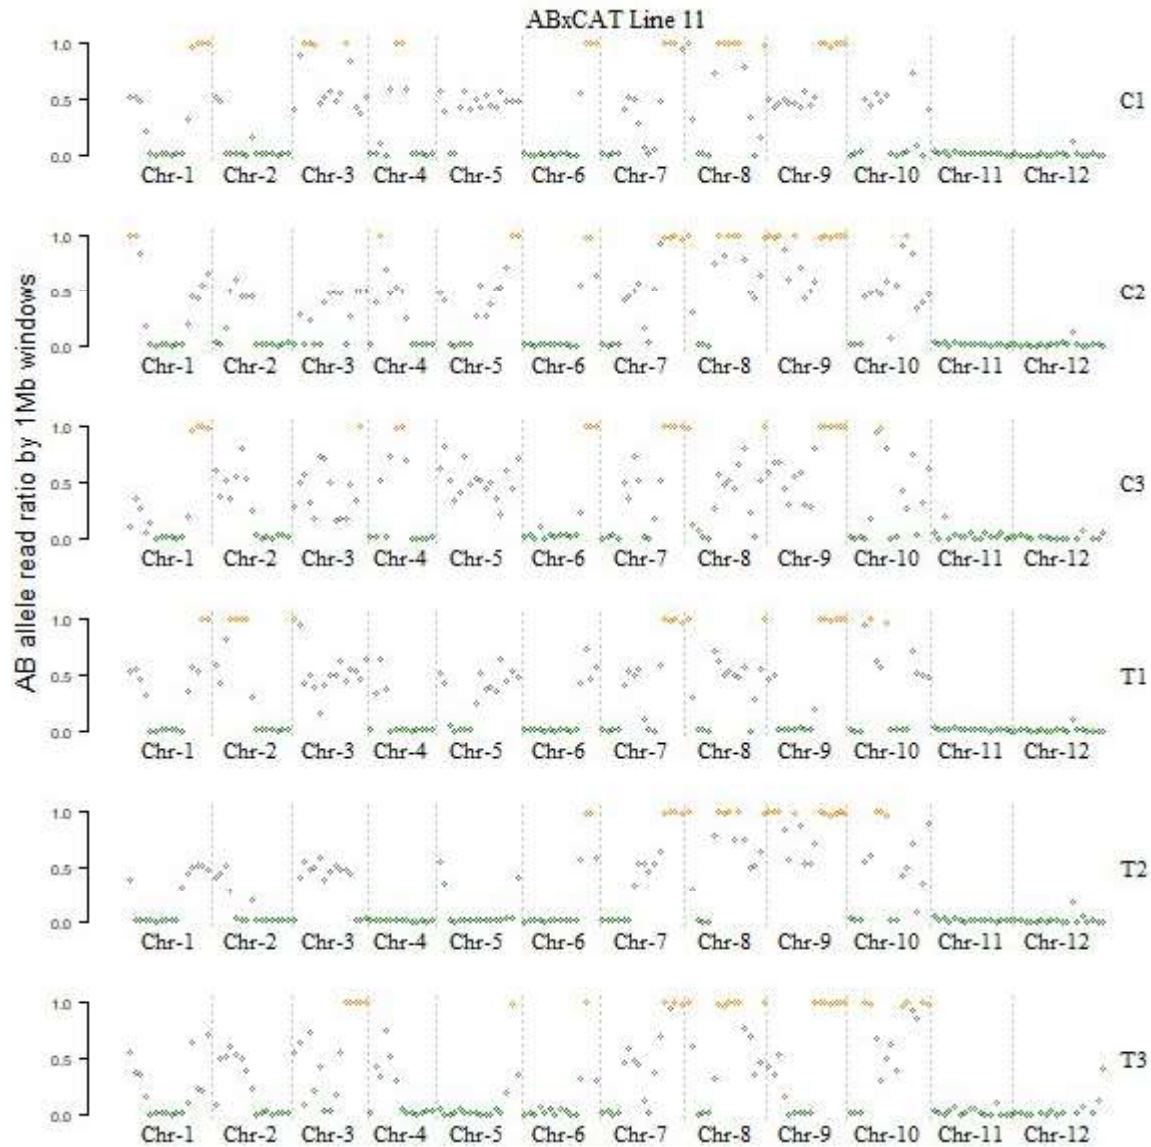 ABxCAT Line 11
AB allele read ratio by 1Mb windows
1.0
0.5
0.0
Chr-1 Chr-2 Chr-3 Chr-4 Chr-5 Chr-6 Chr-7 Chr-8 Chr-9 Chr-10 Chr-11 Chr-12
C1
1.0
0.5
0.0
Chr-1 Chr-2 Chr-3 Chr-4 Chr-5 Chr-6 Chr-7 Chr-8 Chr-9 Chr-10 Chr-11 Chr-12
C2
1.0
0.5
0.0
Chr-1 Chr-2 Chr-3 Chr-4 Chr-5 Chr-6 Chr-7 Chr-8 Chr-9 Chr-10 Chr-11 Chr-12
C3
1.0
0.5
0.0
Chr-1 Chr-2 Chr-3 Chr-4 Chr-5 Chr-6 Chr-7 Chr-8 Chr-9 Chr-10 Chr-11 Chr-12
T1
1.0
0.5
0.0
Chr-1 Chr-2 Chr-3 Chr-4 Chr-5 Chr-6 Chr-7 Chr-8 Chr-9 Chr-10 Chr-11 Chr-12
T2
1.0
0.5
0.0
Chr-1 Chr-2 Chr-3 Chr-4 Chr-5 Chr-6 Chr-7 Chr-8 Chr-9 Chr-10 Chr-11 Chr-12
T3